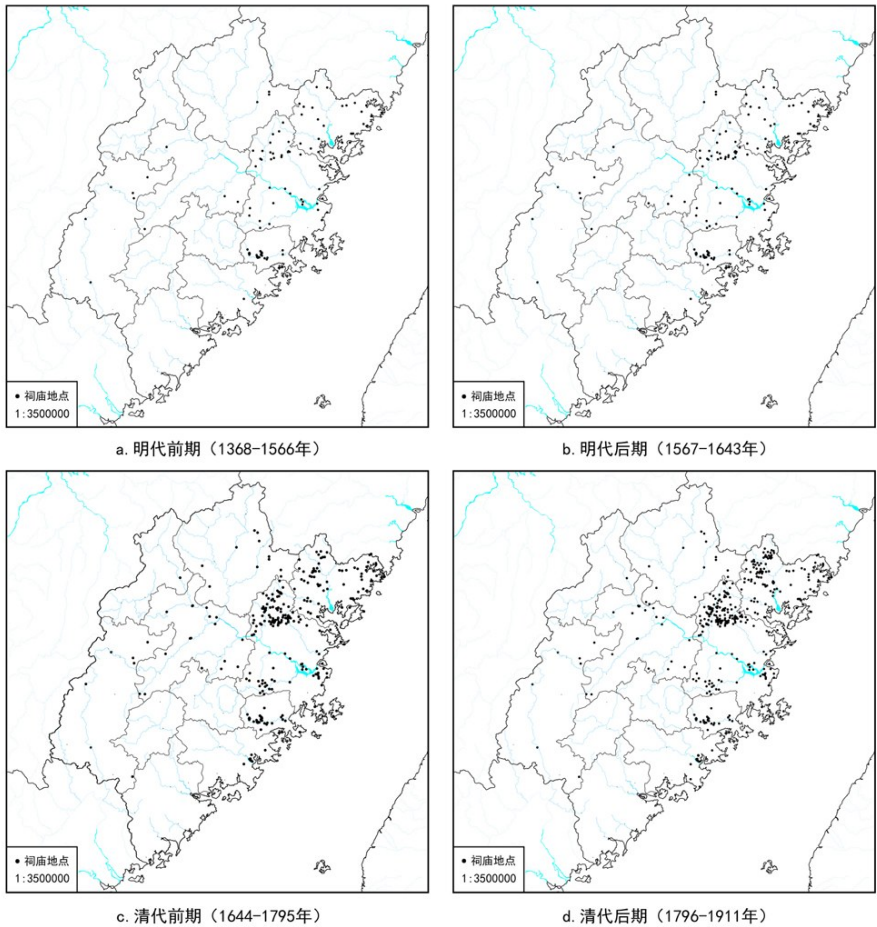 祠庙地点
1:3500000
祠庙地点
1:3500000
a.明代前期（1368-1566年）
b.明代后期（1567-1643年）
祠庙地点
1:3500000
祠庙地点
1:3500000
c.清代前期（1644-1795年）
d.清代后期（1796-1911年）